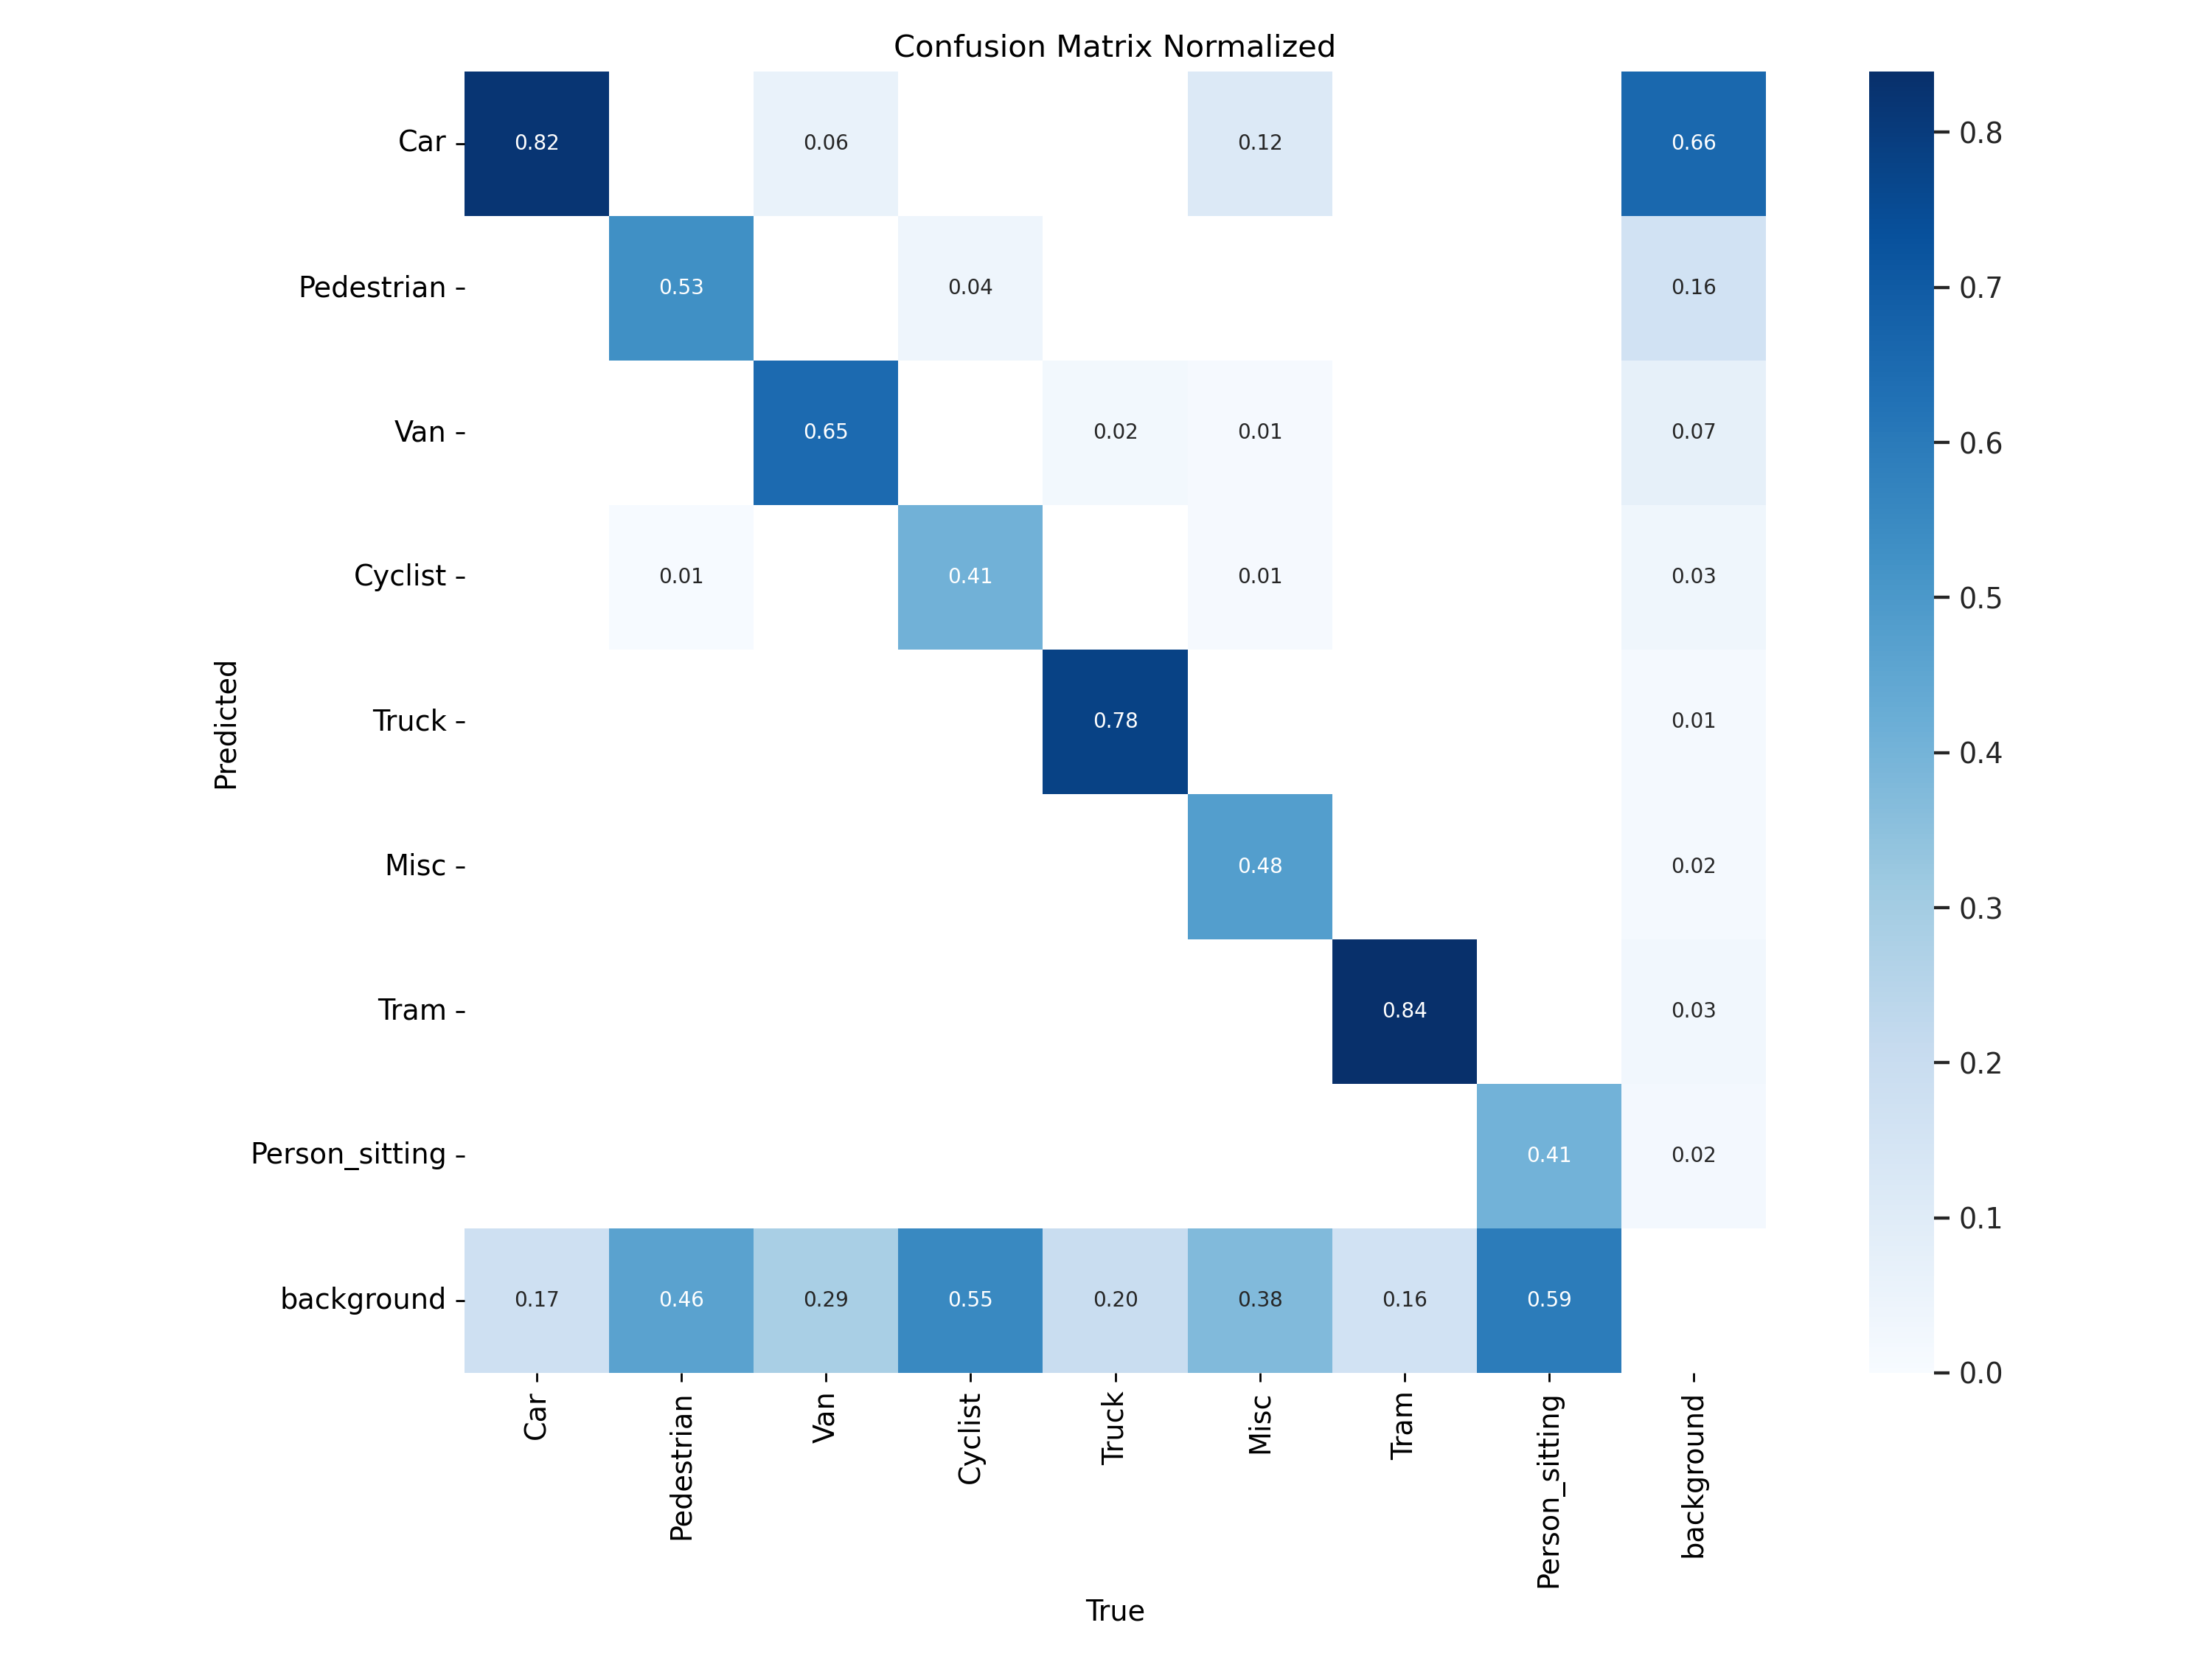 Confusion Matrix Normalized
Car 0.82 0.06 0.12 0.66
Pedestrian 0.53 0.04 0.16
Van 0.65 0.02 0.01 0.07
Cyclist 0.01 0.41 0.01 0.03
Truck 0.78 0.01
Misc 0.48 0.02
Tram 0.84 0.03
Person_sitting 0.41 0.02
background 0.17 0.46 0.29 0.55 0.20 0.38 0.16 0.59
Predicted
Car Pedestrian Van Cyclist Truck Misc Tram Person_sitting background
True
0.8
0.7
0.6
0.5
0.4
0.3
0.2
0.1
0.0